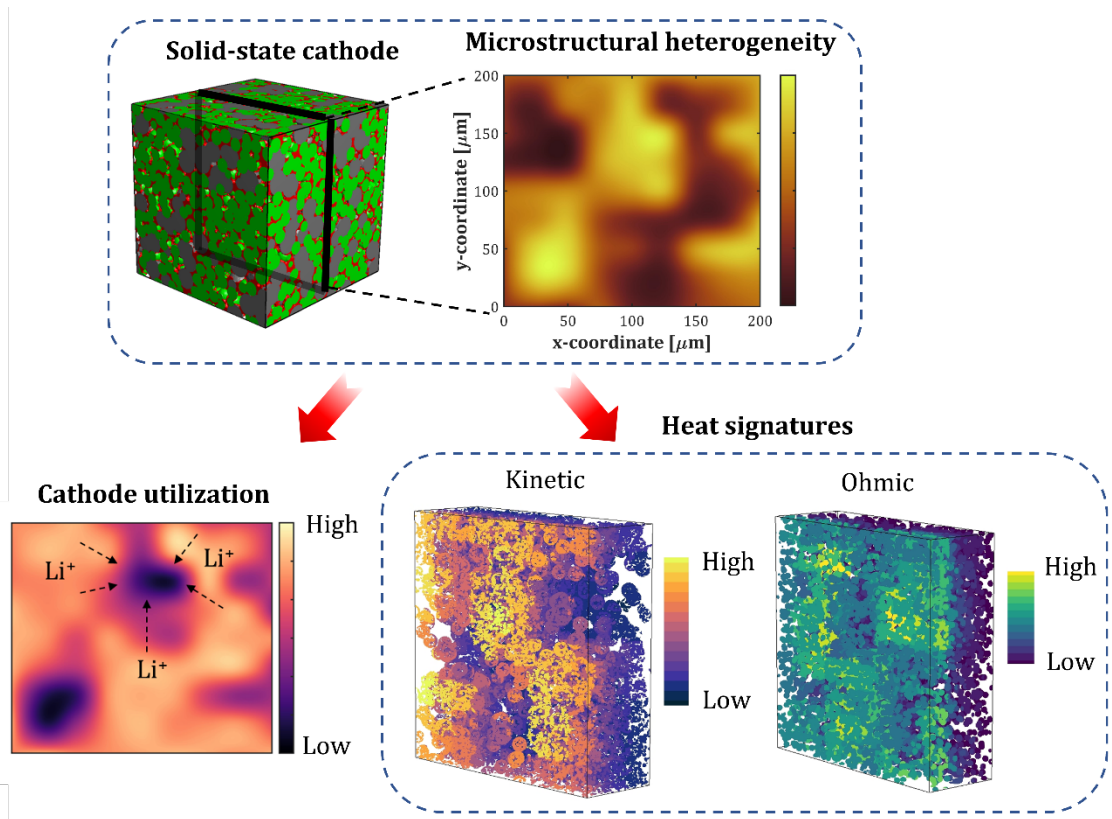 Solid-state cathode
Microstructural heterogeneity
200
150
100
50
0
y-coordinate [μm]
0 50 100 150 200
x-coordinate [μm]
Heat signatures
Cathode utilization
High
Low
Li⁺
Li⁺
Li⁺
Kinetic
High
Low
Ohmic
High
Low